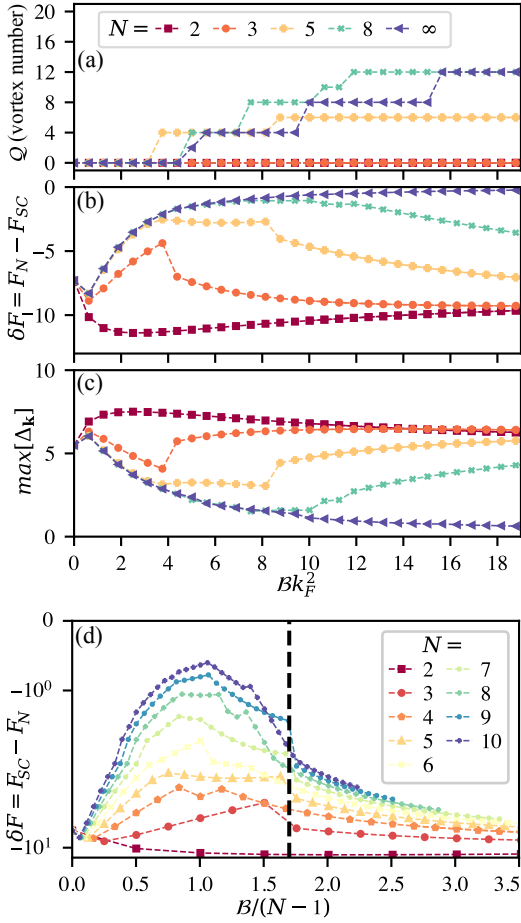 N = 2 3 5 8 ∞
(a)
Q (vortex number)
20
16
12
8
4
0
(b)
δF = F_N − F_SC
0
−5
−10
(c)
max[Δ_k]
10
5
0
0 2 4 6 8 10 12 14 16 18
Bk_F^2
(d)
δF = F_SC − F_N
0
−10^0
−10^1
N =
2 7
3 8
4 9
5 10
6
0.0 0.5 1.0 1.5 2.0 2.5 3.0 3.5
B/(N − 1)